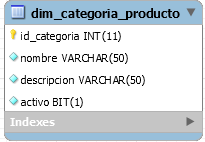 dim_categoria_producto
id_categoria INT(11)
nombre VARCHAR(50)
descripcion VARCHAR(50)
activo BIT(1)
Indexes